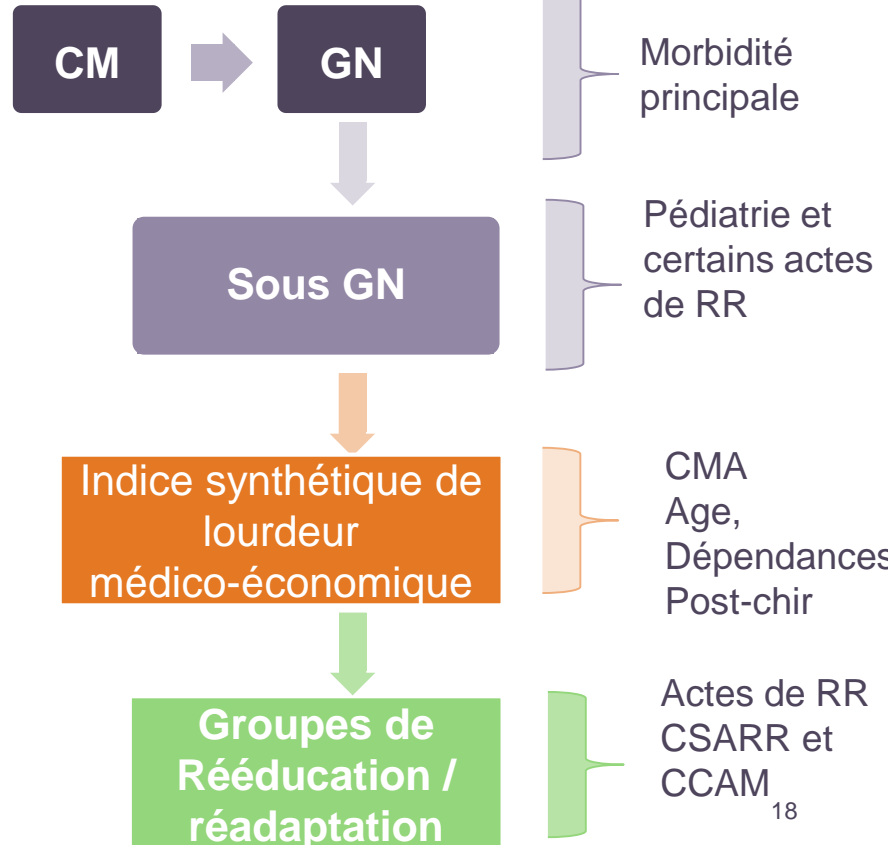 CM
GN
Morbidité
principale
Sous GN
Pédiatrie et
certains actes
de RR
Indice synthétique de
lourdeur
médico-économique
CMA
Age,
Dépendances
Post-chir
Groupes de
Rééducation /
réadaptation
Actes de RR
CSARR et
CCAM
18